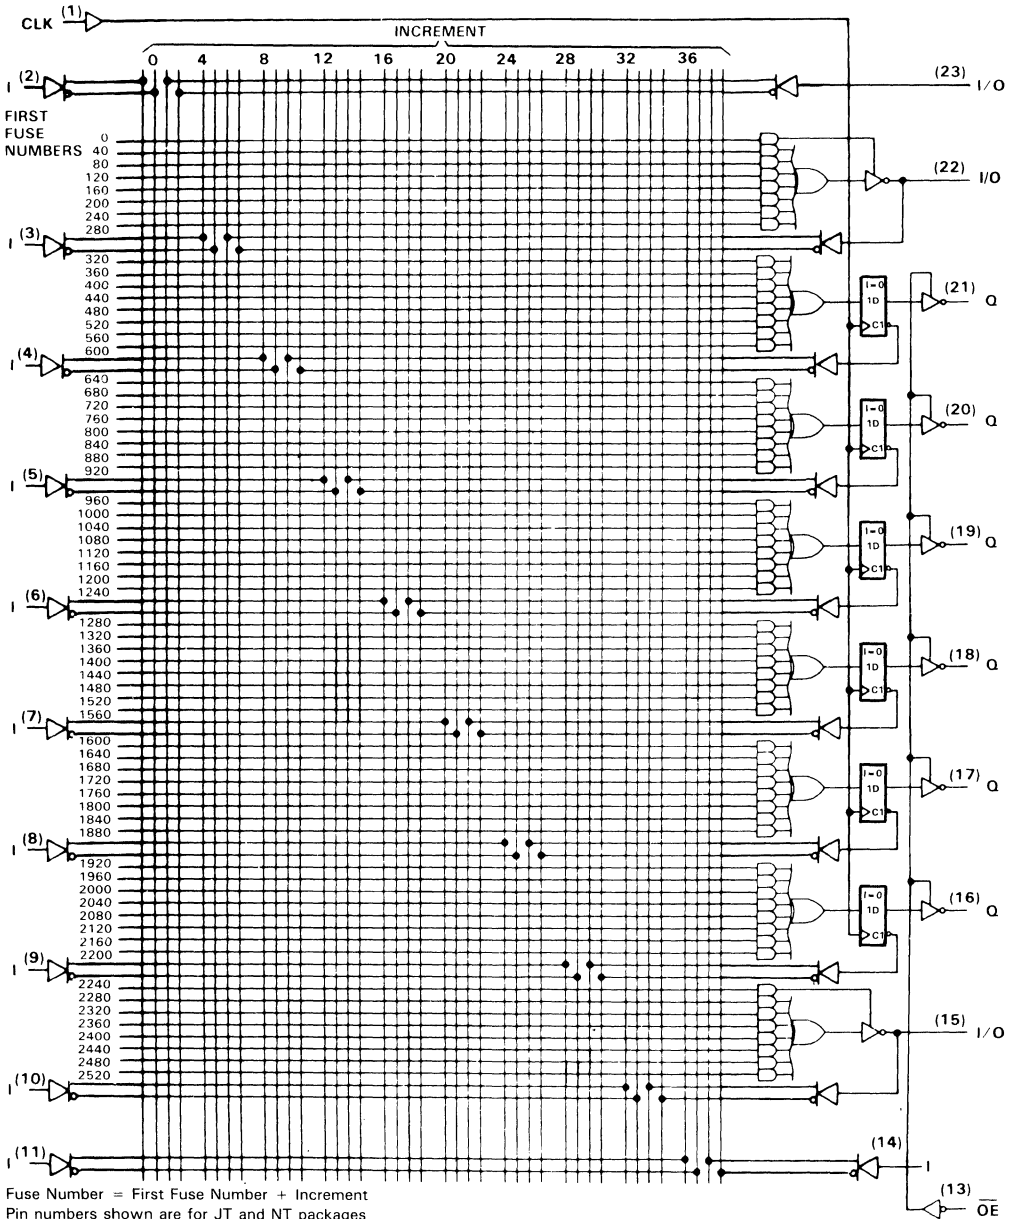 CLK (1)
INCREMENT
0 4 8 12 16 20 24 28 32 36
I (2)
(23) I/O
FIRST
FUSE
NUMBERS
0
40
80
120
160
200
240
280
(22) I/O
I (3)
320
360
400
440
480
520
560
600
I=0
1D
C1
(21) Q
I (4)
640
680
720
760
800
840
880
920
I=0
1D
C1
(20) Q
I (5)
960
1000
1040
1080
1120
1160
1200
1240
I=0
1D
C1
(19) Q
I (6)
1280
1320
1360
1400
1440
1480
1520
1560
I=0
1D
C1
(18) Q
I (7)
1600
1640
1680
1720
1760
1800
1840
1880
I=0
1D
C1
(17) Q
I (8)
1920
1960
2000
2040
2080
2120
2160
2200
I=0
1D
C1
(16) Q
I (9)
2240
2280
2320
2360
2400
2440
2480
2520
(15) I/O
I (10)
I (11)
(14) I
(13) OE
Fuse Number = First Fuse Number + Increment
Pin numbers shown are for JT and NT packages